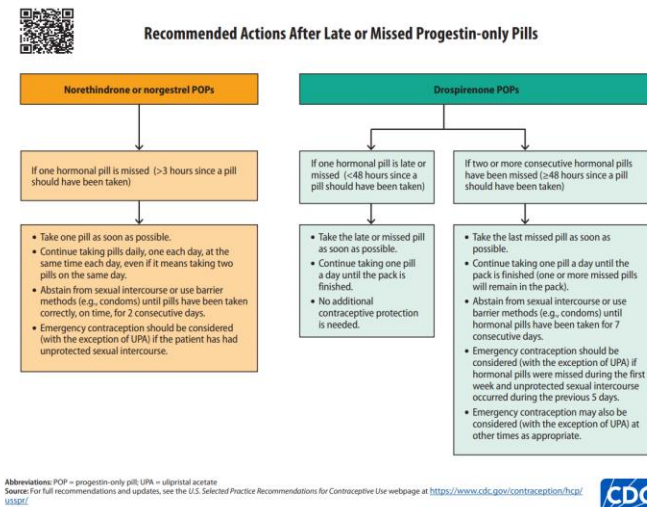 Recommended Actions After Late or Missed Progestin-only Pills
Norethindrone or norgestrel POPs
If one hormonal pill is missed (>3 hours since a pill
should have been taken)
• Take one pill as soon as possible.
• Continue taking pills daily, one each day, at the
same time each day, even if it means taking two
pills on the same day.
• Abstain from sexual intercourse or use barrier
methods (e.g., condoms) until pills have been taken
correctly, on time, for 2 consecutive days.
• Emergency contraception should be considered
(with the exception of UPA) if the patient has had
unprotected sexual intercourse.
Drospirenone POPs
If one hormonal pill is late or
missed (<48 hours since a
pill should have been taken)
• Take the late or missed pill
as soon as possible.
• Continue taking one pill
a day until the pack is
finished.
• No additional
contraceptive protection
is needed.
If two or more consecutive hormonal pills
have been missed (≥48 hours since a pill
should have been taken)
• Take the last missed pill as soon as
possible.
• Continue taking one pill a day until the
pack is finished (one or more missed pills
will remain in the pack).
• Abstain from sexual intercourse or use
barrier methods (e.g., condoms) until
hormonal pills have been taken for 7
consecutive days.
• Emergency contraception should be
considered (with the exception of UPA) if
hormonal pills were missed during the first
week and unprotected sexual intercourse
occurred during the previous 5 days.
• Emergency contraception may also be
considered (with the exception of UPA) at
other times as appropriate.
Abbreviations: POP = progestin-only pill; UPA = ulipristal acetate
Source: For full recommendations and updates, see the U.S. Selected Practice Recommendations for Contraceptive Use webpage at https://www.cdc.gov/contraception/hcp/
usspr/
CDC